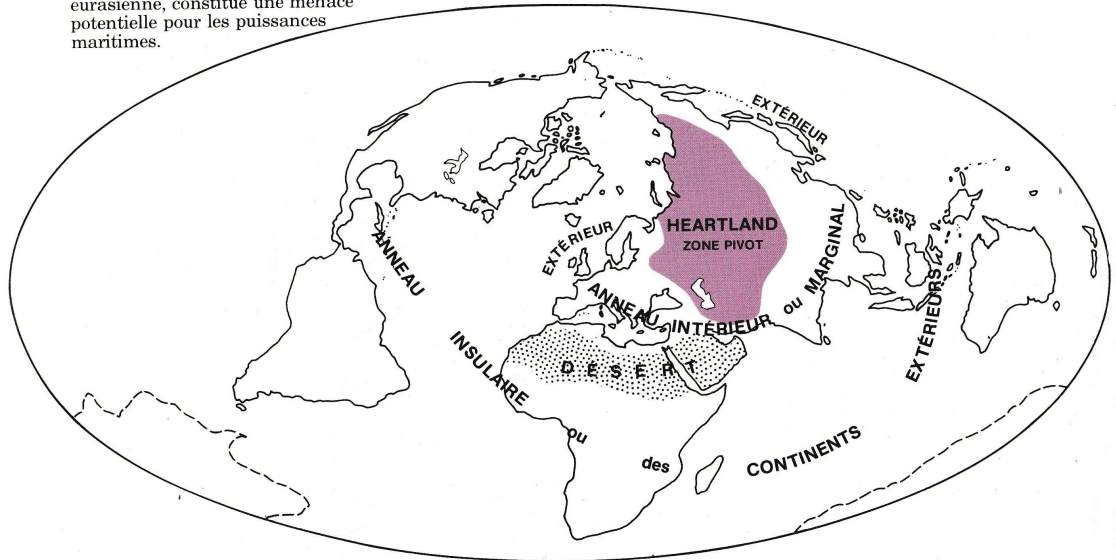 eurasienne, constitue une menace
potentielle pour les puissances
maritimes.
EXTÉRIEUR
HEARTLAND
ZONE PIVOT
EXTÉRIEUR
ANNEAU
ANNEAU INTÉRIEUR ou MARGINAL
EXTÉRIEURS
INSULAIRE
DÉSERT
ou
des
CONTINENTS